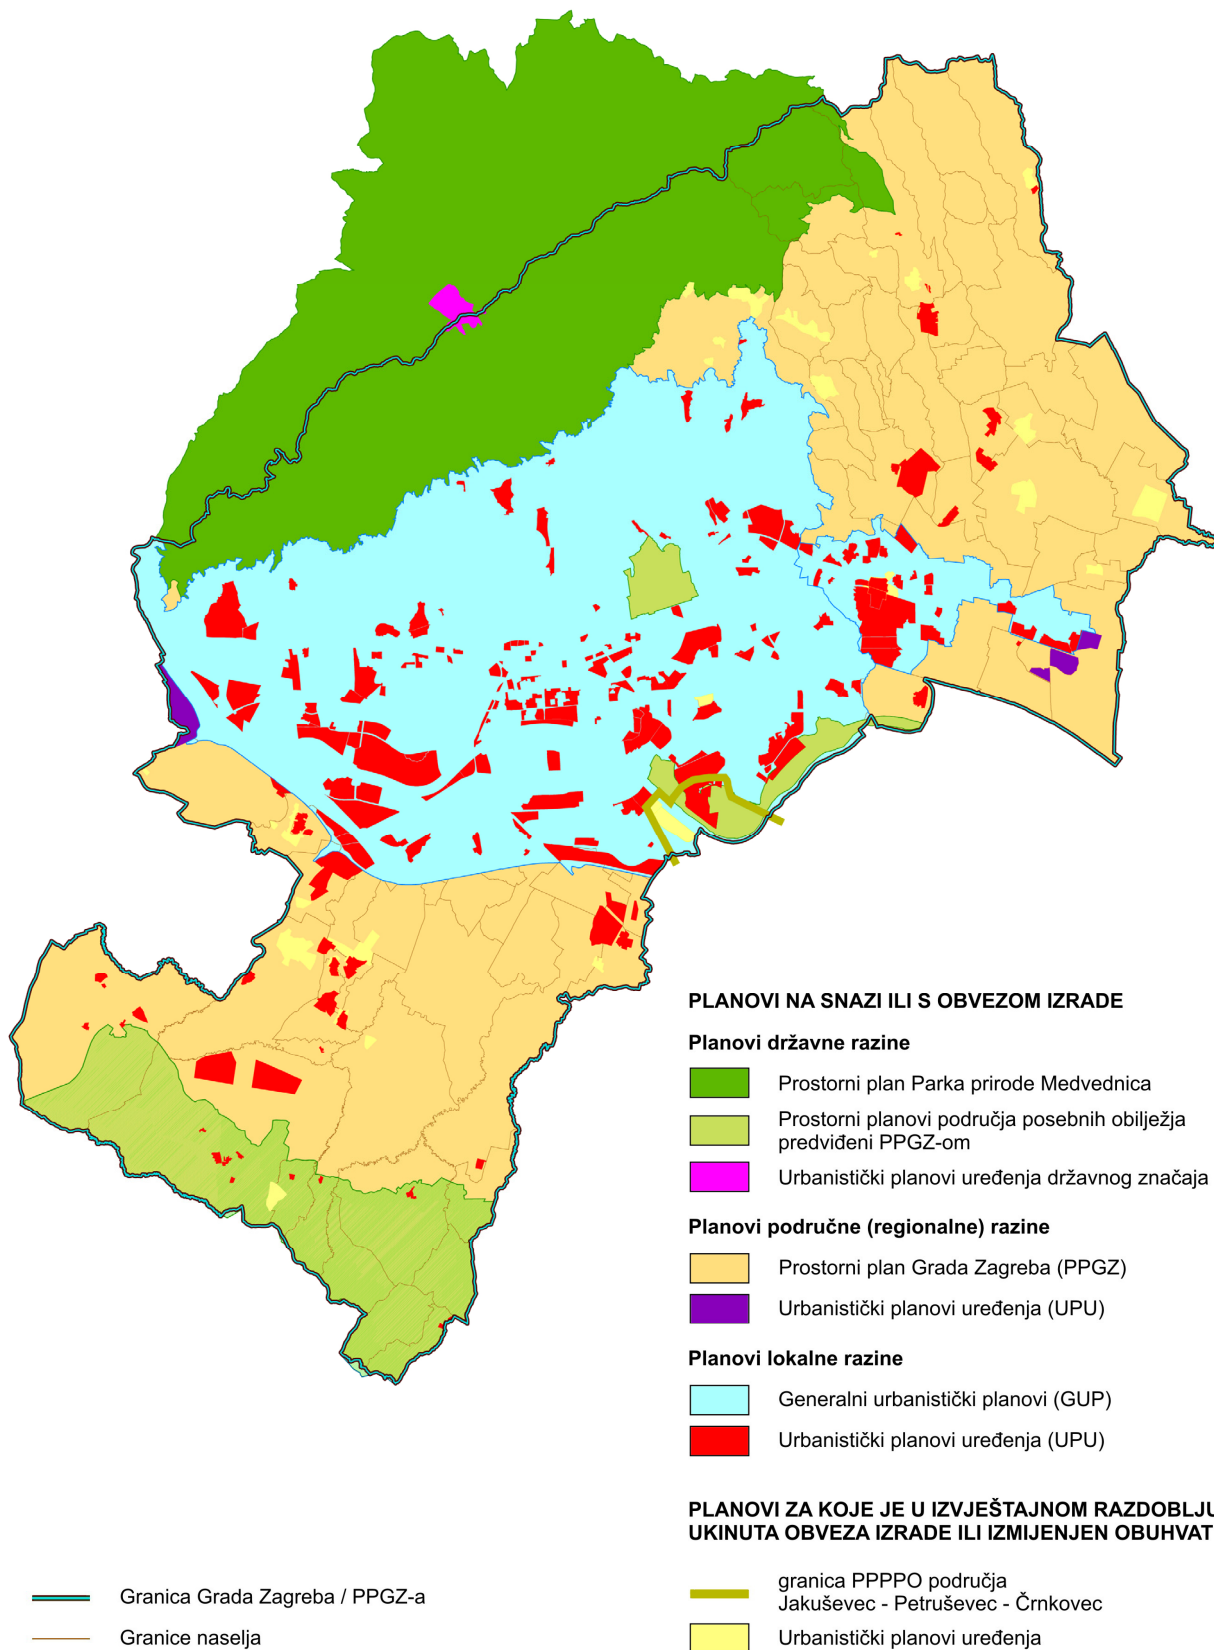 PLANOVI NA SNAZI ILI S OBVEZOM IZRADE
Planovi državne razine
Prostorni plan Parka prirode Medvednica
Prostorni planovi područja posebnih obilježja
predviđeni PPGZ-om
Urbanistički planovi uređenja državnog značaja
Planovi područne (regionalne) razine
Prostorni plan Grada Zagreba (PPGZ)
Urbanistički planovi uređenja (UPU)
Planovi lokalne razine
Generalni urbanistički planovi (GUP)
Urbanistički planovi uređenja (UPU)
PLANOVI ZA KOJE JE U IZVJEŠTAJNOM RAZDOBLJU
UKINUTA OBVEZA IZRADE ILI IZMIJENJEN OBUHVAT
granica PPPPO područja
Jakuševec - Petruševec - Črnkovec
Urbanistički planovi uređenja
Granica Grada Zagreba / PPGZ-a
Granice naselja